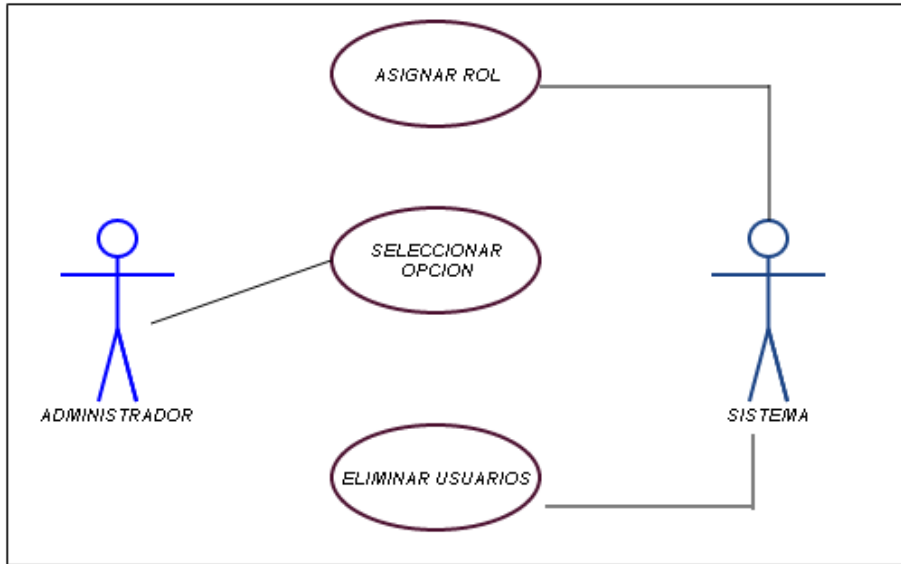 ASIGNAR ROL
SELECCIONAR
OPCION
ADMINISTRADOR
SISTEMA
ELIMINAR USUARIOS